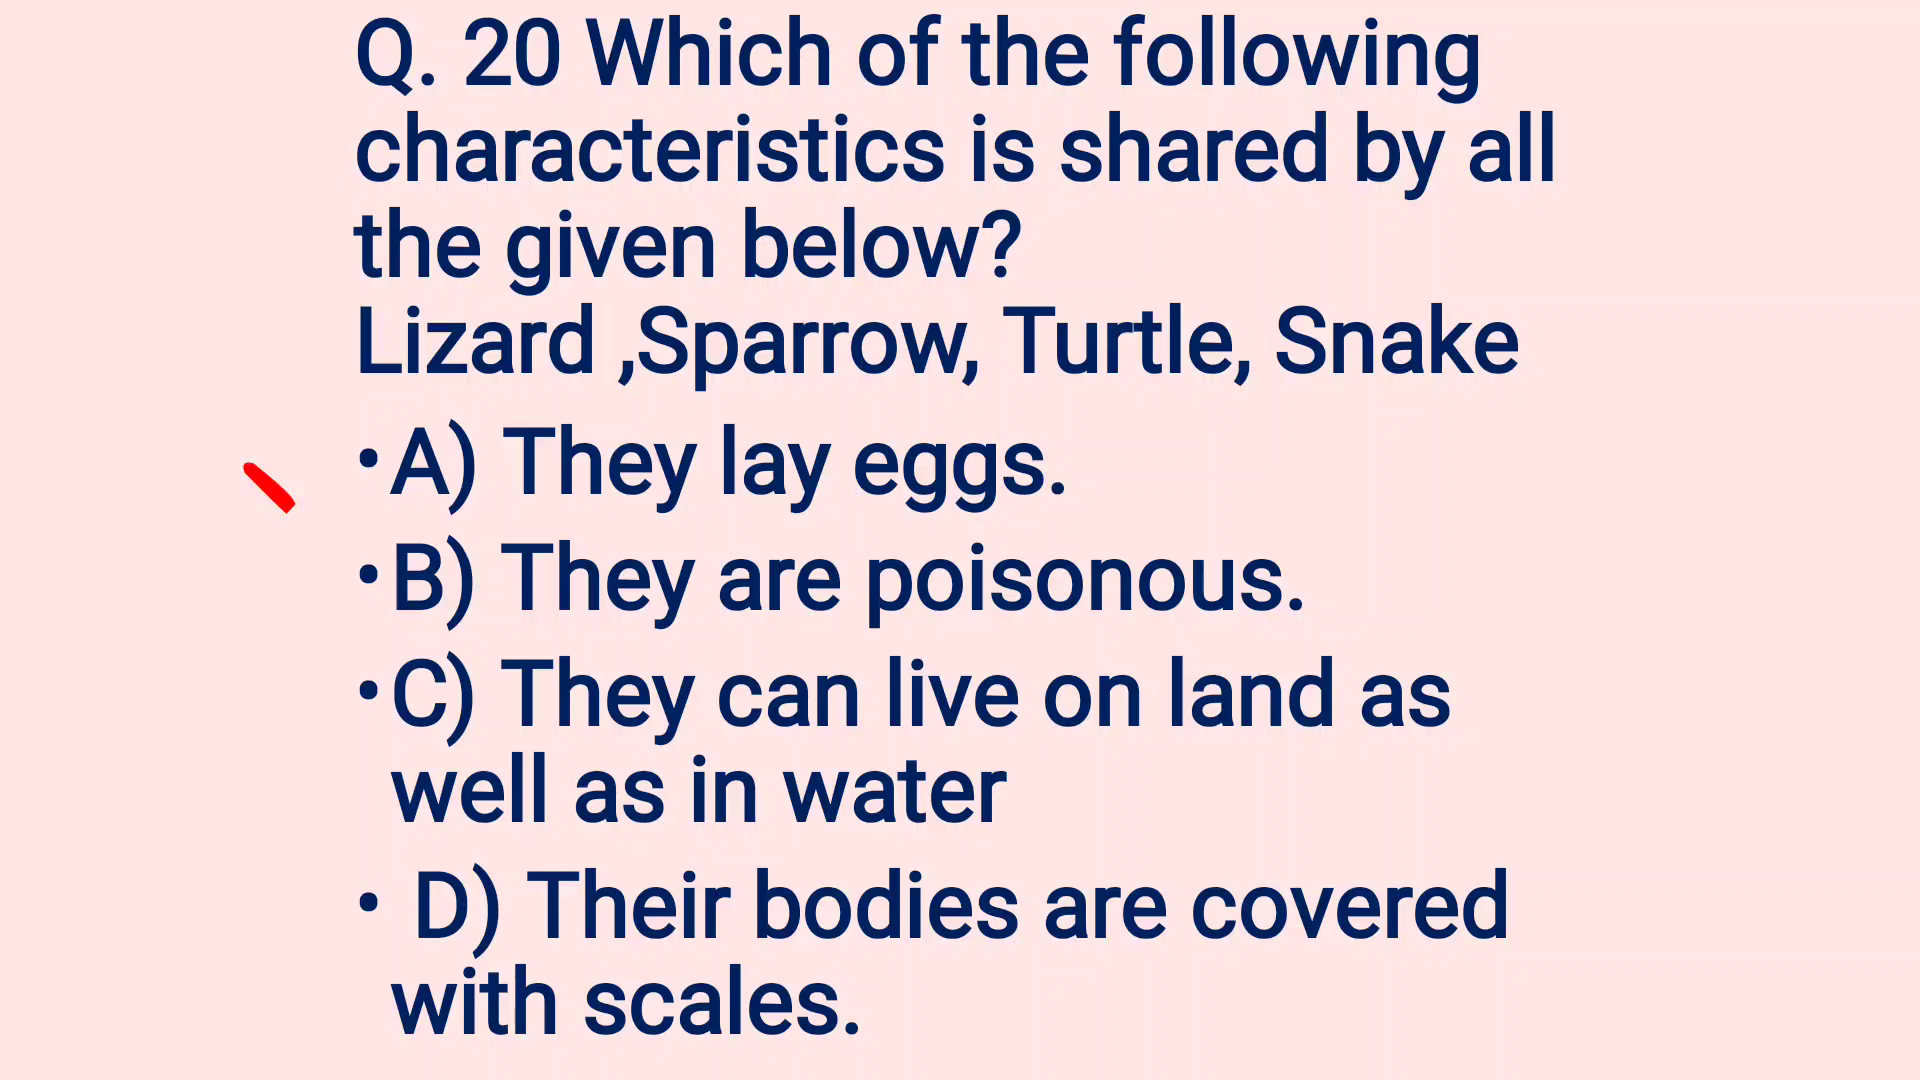 Q. 20 Which of the following
characteristics is shared by all
the given below?
Lizard ,Sparrow, Turtle, Snake
•A) They lay eggs.
•B) They are poisonous.
•C) They can live on land as
well as in water
• D) Their bodies are covered
with scales.